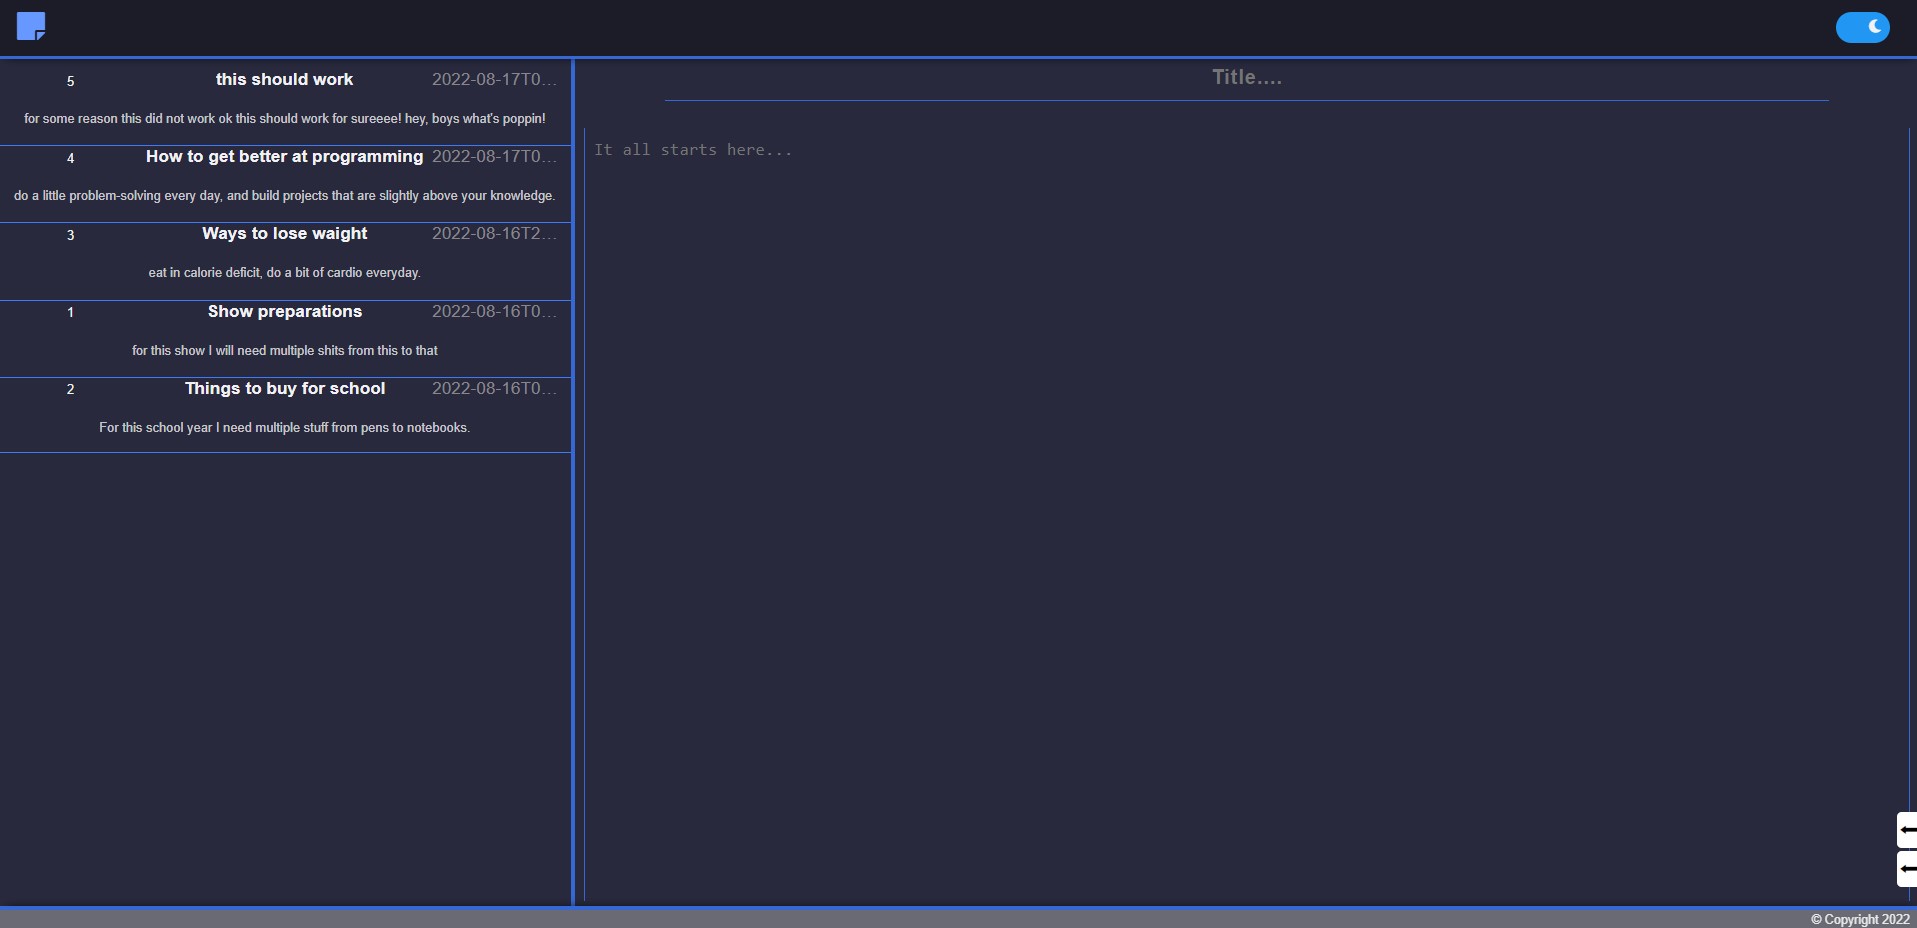 5 this should work 2022-08-17T0...
for some reason this did not work ok this should work for sureeee! hey, boys what's poppin!
4 How to get better at programming 2022-08-17T0...
do a little problem-solving every day, and build projects that are slightly above your knowledge.
3 Ways to lose waight 2022-08-16T2...
eat in calorie deficit, do a bit of cardio everyday.
1 Show preparations 2022-08-16T0...
for this show I will need multiple shits from this to that
2 Things to buy for school 2022-08-16T0...
For this school year I need multiple stuff from pens to notebooks.
Title....
It all starts here...
© Copyright 2022